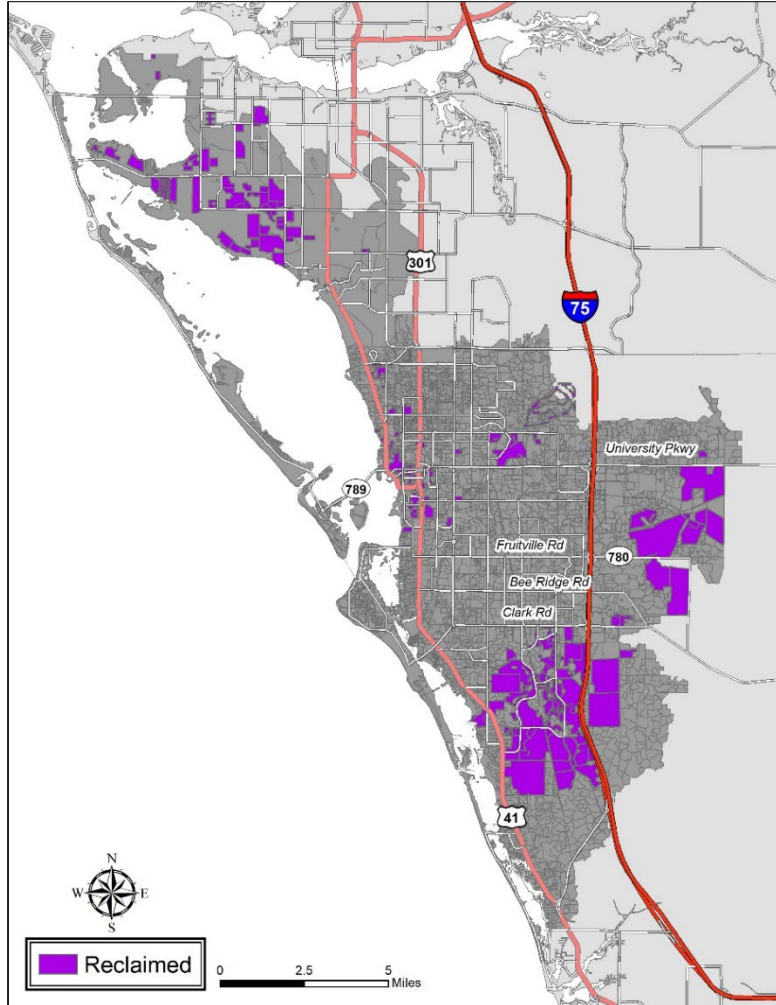 301
75
University Pkwy
789
Fruitville Rd
780
Bee Ridge Rd
Clark Rd
41
N
W E
S
Reclaimed
0 2.5 5
Miles